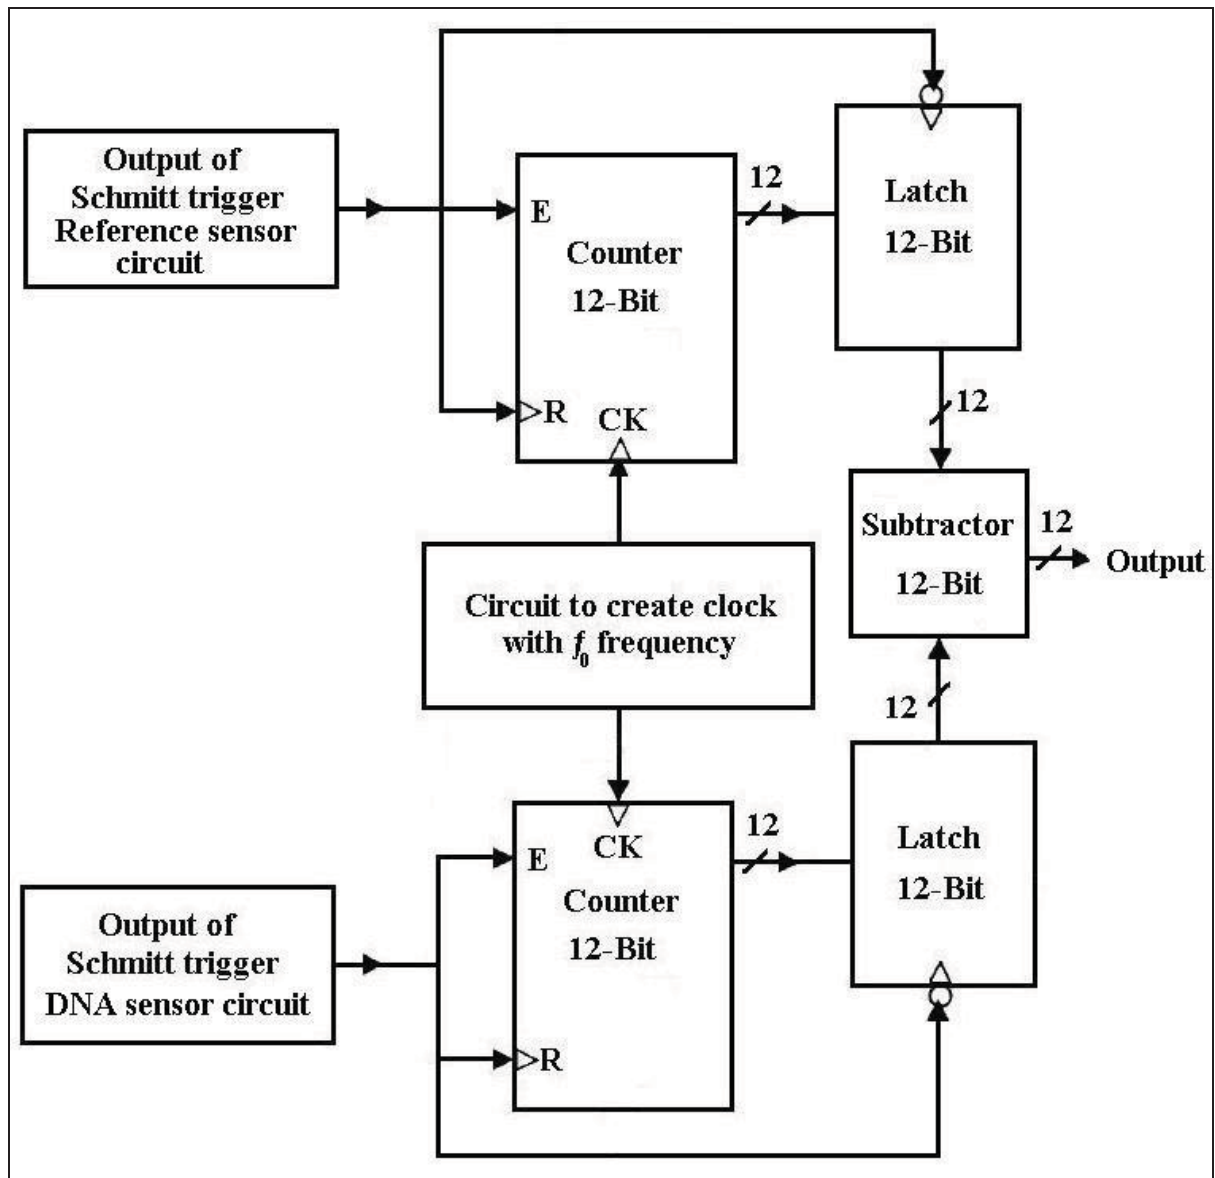 Output of
Schmitt trigger
Reference sensor
circuit
E
Counter
12-Bit
R
CK
12
Latch
12-Bit
12
Subtractor
12-Bit
12
Output
Circuit to create clock
with f0 frequency
12
CK
E
Counter
12-Bit
R
12
Latch
12-Bit
Output of
Schmitt trigger
DNA sensor circuit